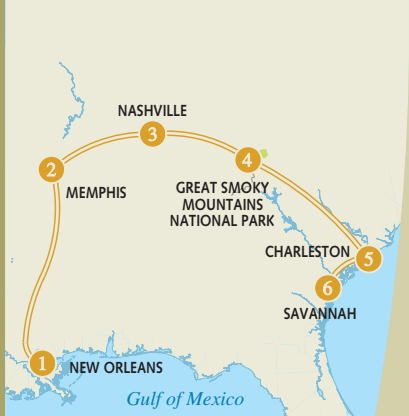 NASHVILLE
3
2
4
MEMPHIS
GREAT SMOKY
MOUNTAINS
NATIONAL PARK
CHARLESTON
5
6
SAVANNAH
1
NEW ORLEANS
Gulf of Mexico